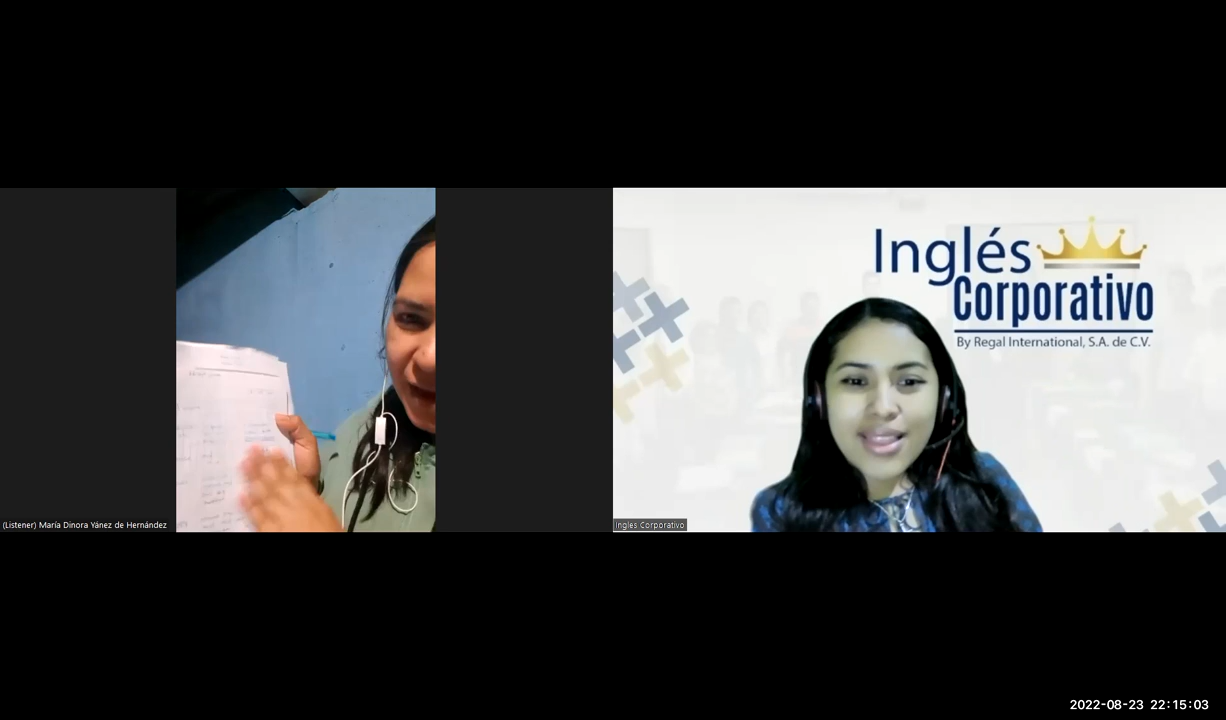 Inglés
Corporativo
By Regal International, S.A. de C.V.
(Listener) María Dinora Yánez de Hernández
Ingles Corporativo
2022-08-23 22:15:03